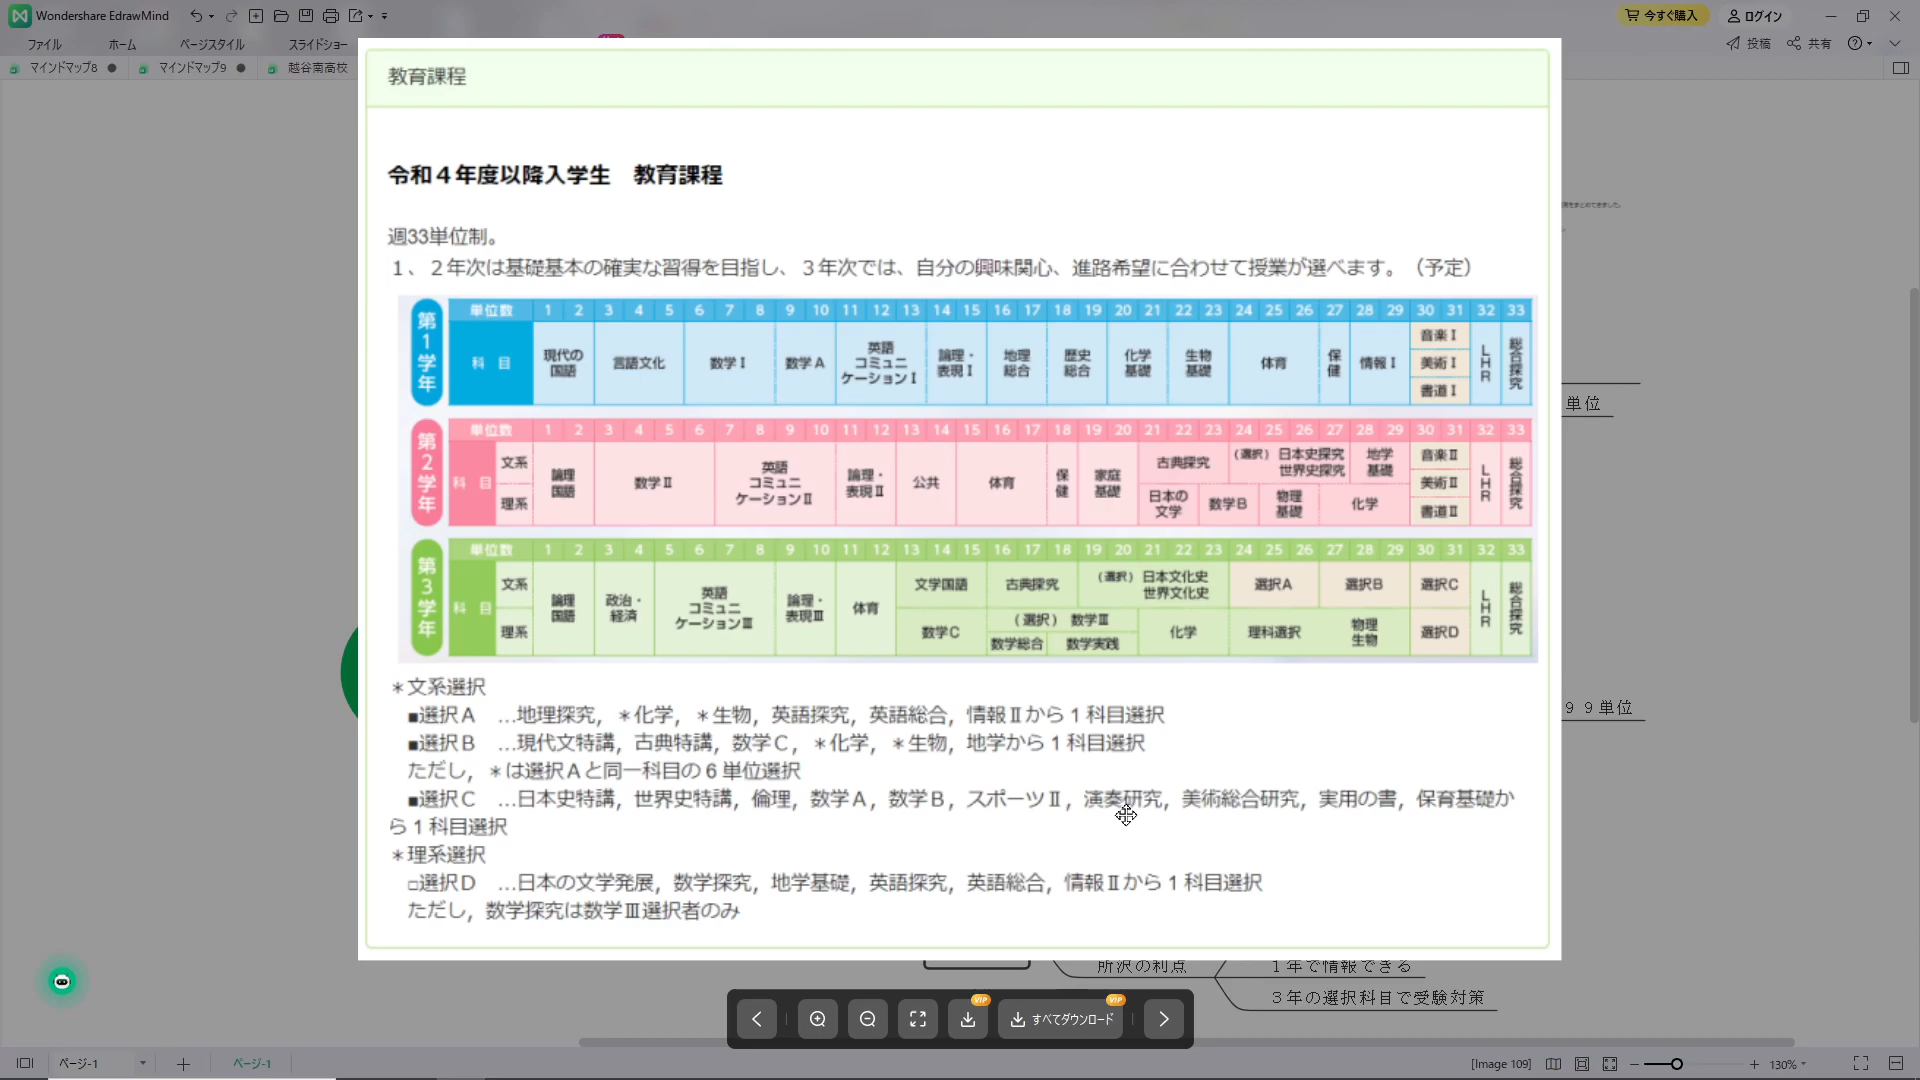 Wondershare EdrawMind
今すぐ購入
ログイン
ファイル
ホーム
ページスタイル
スライドショー
投稿
共有
マインドマップ8
マインドマップ9
越谷南高校
教育課程
令和４年度以降入学生　教育課程
週33単位制。
１、２年次は基礎基本の確実な習得を目指し、３年次では、自分の興味関心、進路希望に合わせて授業が選べます。（予定）
第1学年
単位数 1 2 3 4 5 6 7 8 9 10 11 12 13 14 15 16 17 18 19 20 21 22 23 24 25 26 27 28 29 30 31 32 33
科目 現代の国語 言語文化 数学Ⅰ 数学A 英語コミュニケーションⅠ 論理・表現Ⅰ 地理総合 歴史総合 化学基礎 生物基礎 体育 保健 情報Ⅰ 音楽Ⅰ 美術Ⅰ 書道Ⅰ LHR 総合探究
第2学年
単位数 1 2 3 4 5 6 7 8 9 10 11 12 13 14 15 16 17 18 19 20 21 22 23 24 25 26 27 28 29 30 31 32 33
科目 文系 理系 論理国語 数学Ⅱ 英語コミュニケーションⅡ 論理・表現Ⅱ 公共 体育 保健 家庭基礎
古典探究 （選択）日本史探究 世界史探究 地学基礎
日本の文学 数学B 物理基礎 化学
音楽Ⅱ 美術Ⅱ 書道Ⅱ LHR 総合探究
第3学年
単位数 1 2 3 4 5 6 7 8 9 10 11 12 13 14 15 16 17 18 19 20 21 22 23 24 25 26 27 28 29 30 31 32 33
科目 文系 理系 論理国語 政治・経済 英語コミュニケーションⅢ 論理・表現Ⅲ 体育
文学国語 古典探究 （選択）日本文化史 世界文化史 選択A 選択B 選択C
数学C （選択）数学Ⅲ 数学総合 数学実践 化学 理科選択 物理 生物 選択D
LHR 総合探究
＊文系選択
■選択Ａ　…地理探究，＊化学，＊生物，英語探究，英語総合，情報Ⅱから１科目選択
■選択Ｂ　…現代文特講，古典特講，数学Ｃ，＊化学，＊生物，地学から１科目選択
ただし，＊は選択Ａと同一科目の６単位選択
■選択Ｃ　…日本史特講，世界史特講，倫理，数学Ａ，数学Ｂ，スポーツⅡ，演奏研究，美術総合研究，実用の書，保育基礎か
ら１科目選択
＊理系選択
□選択Ｄ　…日本の文学発展，数学探究，地学基礎，英語探究，英語総合，情報Ⅱから１科目選択
ただし，数学探究は数学Ⅲ選択者のみ
単位
９９単位
所沢の利点
１年で情報できる
３年の選択科目で受験対策
VIP
VIP
すべてダウンロード
ページ-1
ページ-1
[Image 109]
130%